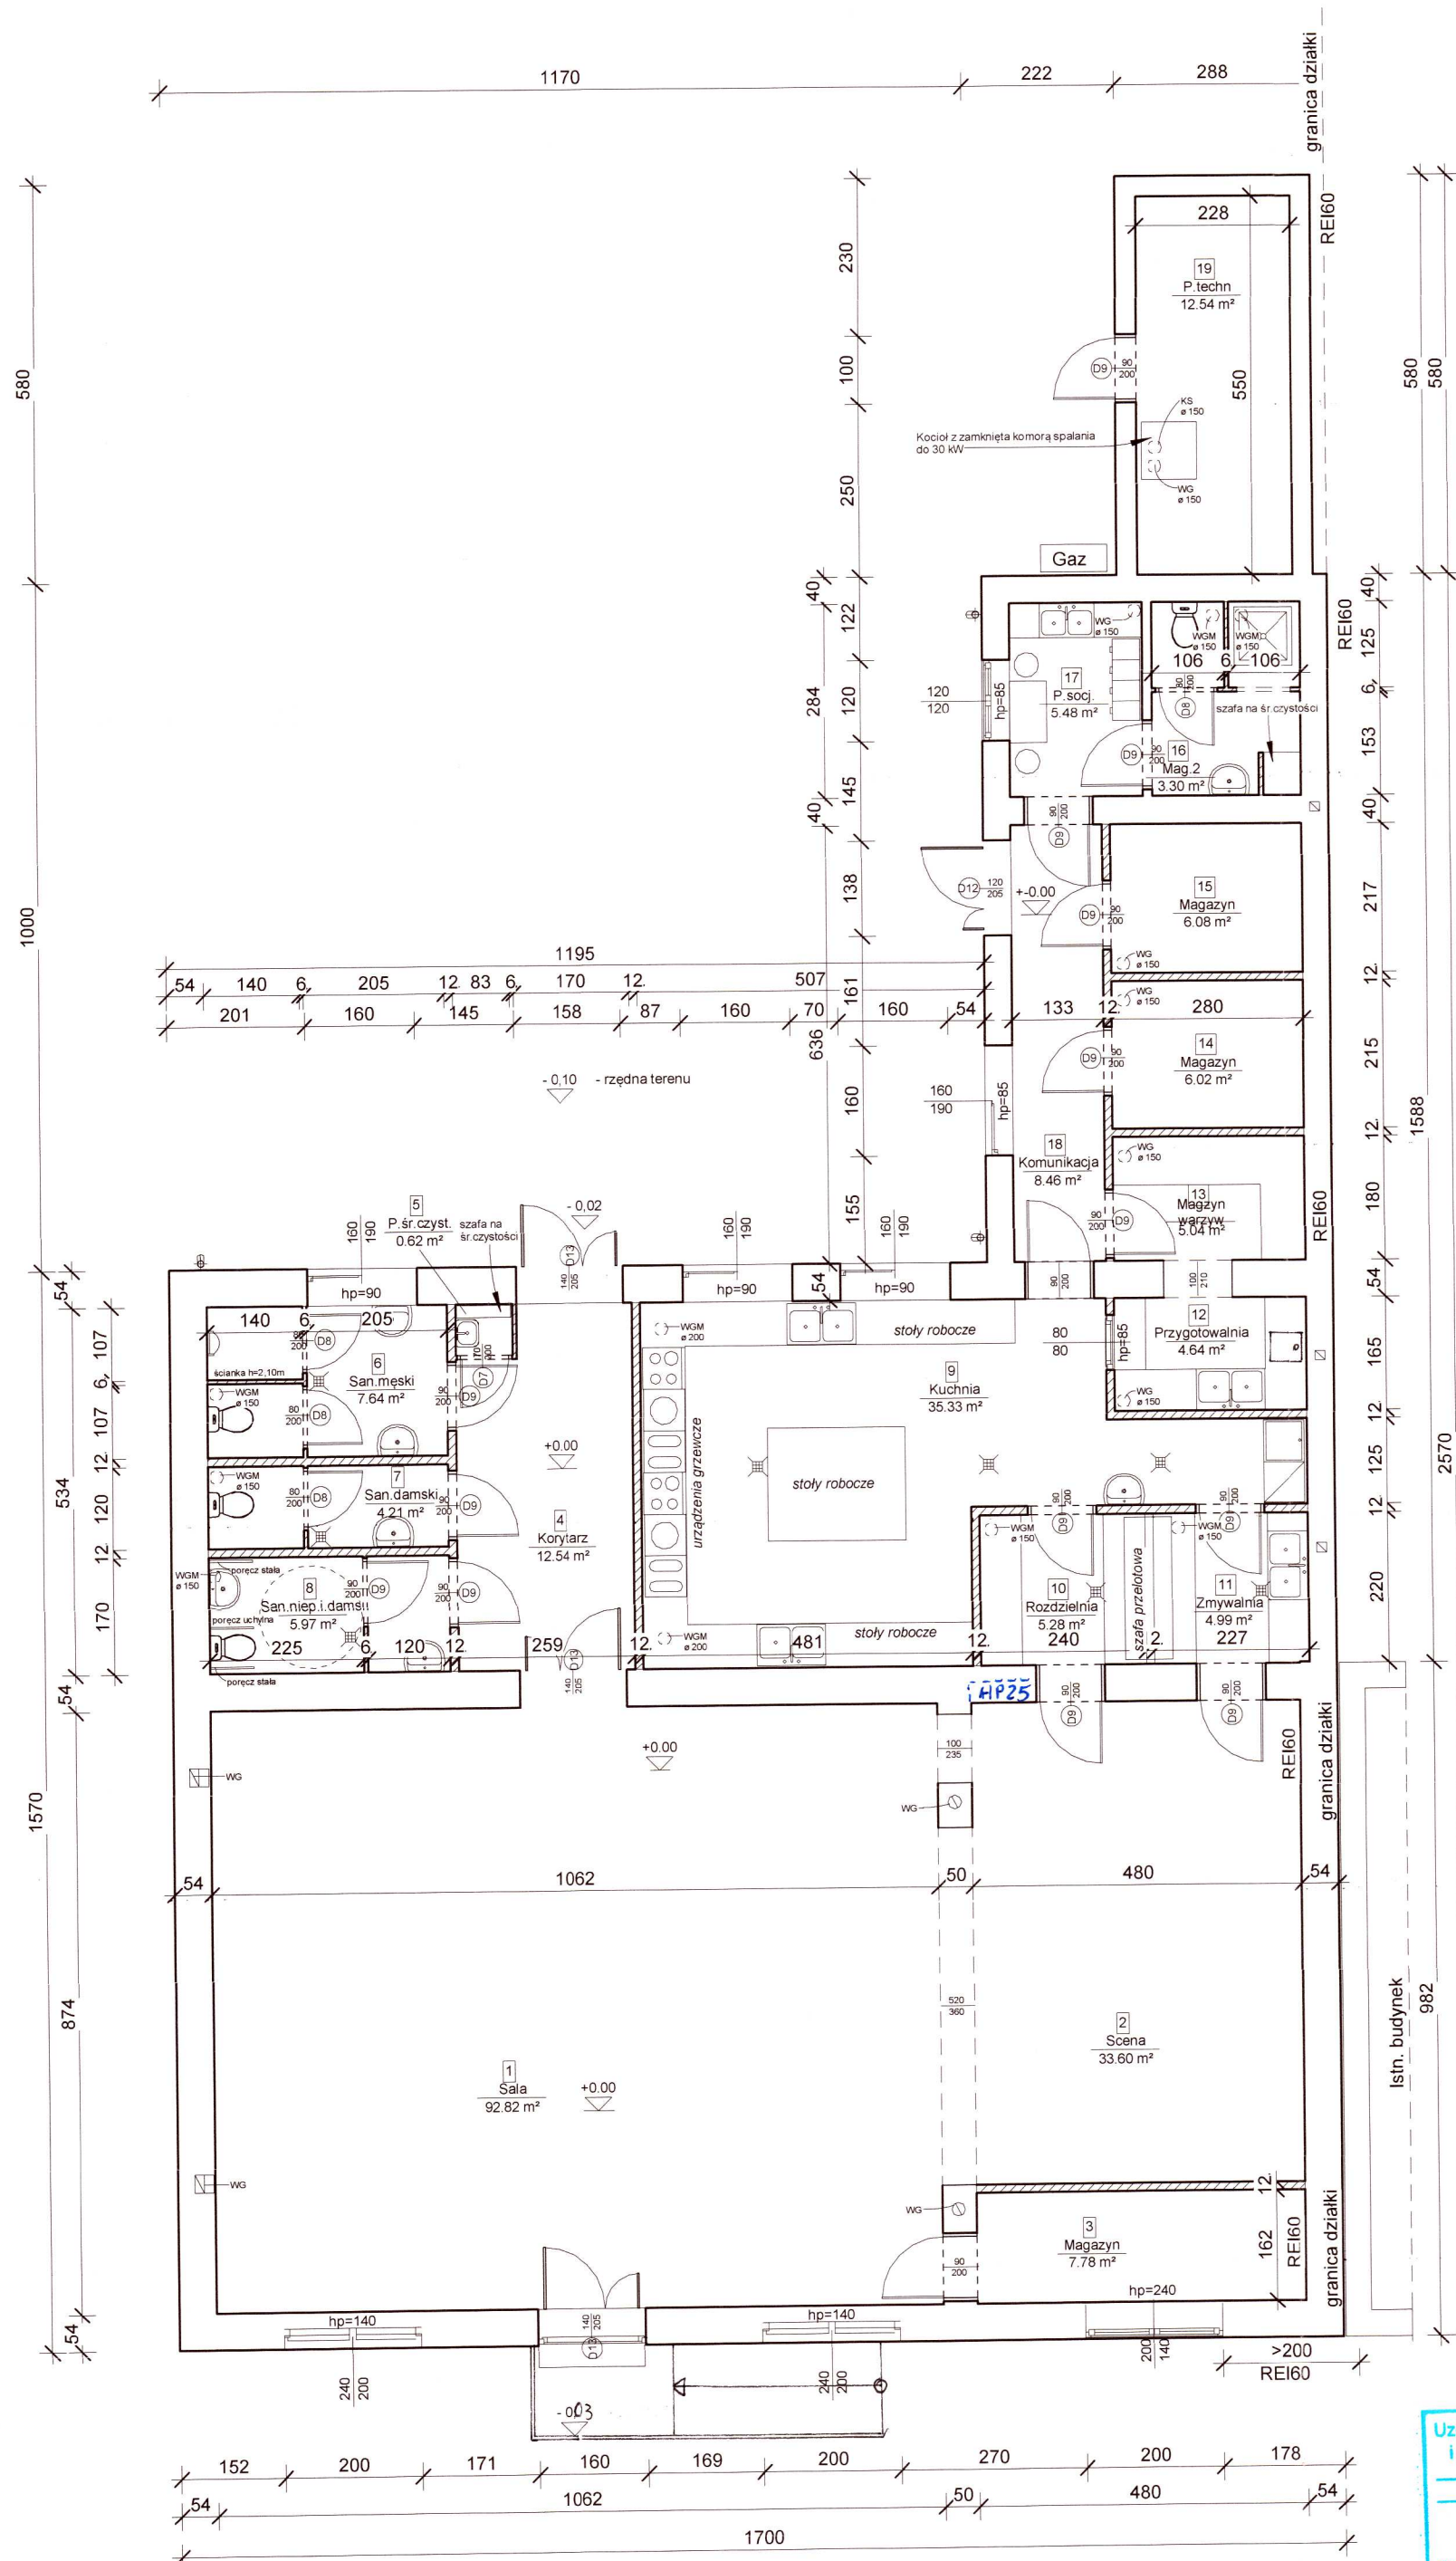 1170
222
288
granica działki
REI60
228
19
P.techn
12.54 m²
230
100
250
580
580
580
550
D9
90
200
KS
ø 150
Kocioł z zamknięta komorą spalania
do 30 kW
WG
ø 150
Gaz
40
122
120
145
284
40
WG
ø 150
WGM
ø 150
WGM
ø 150
106
6
106
17
P.socj.
5.48 m²
120
120
hp=85
80
200
D8
szafa na śr.czystości
D9
90
200
16
Mag.2
3.30 m²
REI60
40
125
6
153
40
90
200
D9
138
D12
120
205
+-0.00
D9
90
200
15
Magazyn
6.08 m²
WG
ø 150
217
12
1000
1195
54
140
6
205
12
83
6
170
12
507
201
160
145
158
87
160
70
160
54
133
12
280
161
636
160
155
WG
ø 150
14
Magazyn
6.02 m²
D9
90
200
215
12
1588
- 0,10 - rzędna terenu
160
190
hp=85
18
Komunikacja
8.46 m²
WG
ø 150
13
Magzyn
warzyw
5.04 m²
90
200
D9
180
REI60
5
P.śr.czyst.
0.62 m²
szafa na
śr.czystości
- 0,02
160
190
160
190
160
190
D13
140
205
hp=90
hp=90
54
hp=90
90
200
100
210
54
54
140
6
205
80
200
D8
ścianka h=2,10m
6
San.męski
7.64 m²
WGM
ø 150
80
200
D8
70
200
D7
90
200
D9
107
6
107
12
120
12
170
534
WGM
ø 200
stoły robocze
9
Kuchnia
35.33 m²
80
80
hp=85
12
Przygotowalnia
4.64 m²
WG
ø 150
165
12
125
12
220
2570
+0.00
urządzenia grzewcze
stoły robocze
WGM
ø 150
80
200
D8
7
San.damski
4.21 m²
90
200
D9
4
Korytarz
12.54 m²
WGM
ø 150
poręcz stała
8
San.niep.i.dams
5.97 m²
90
200
D9
90
200
D9
poręcz uchylna
poręcz stała
225
6
120
12
259
12
481
12
240
2
227
WGM
ø 200
stoły robocze
WGM
ø 150
90
200
D9
10
Rozdzielnia
5.28 m²
szafa przelotowa
WGM
ø 150
90
200
D9
11
Zmywalnia
4.99 m²
D13
140
205
HP25
90
200
D9
90
200
D9
54
+0.00
100
235
REI60
granica działki
WG
WG
1570
54
1062
50
480
54
874
520
360
1
Sala
92.82 m²
+0.00
2
Scena
33.60 m²
Istn. budynek
982
WG
WG
12
3
Magazyn
7.78 m²
162
REI60
granica działki
90
200
hp=240
hp=140
140
205
D13
hp=140
54
240
200
240
200
200
140
>200
REI60
- 0,03
152
200
171
160
169
200
270
200
178
54
1062
50
480
54
1700
Uz
i